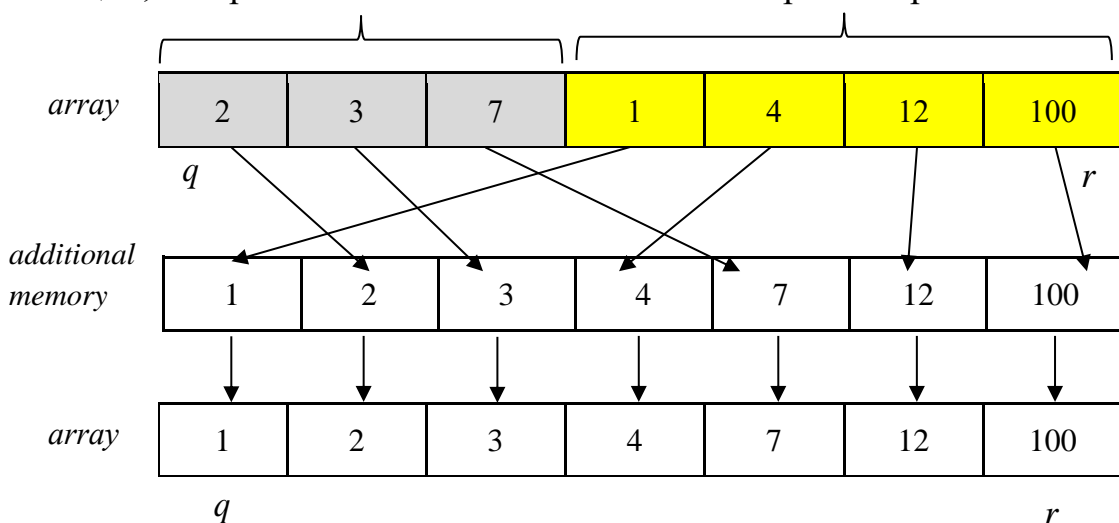 array 2 3 7 1 4 12 100
q r
additional
memory 1 2 3 4 7 12 100
array 1 2 3 4 7 12 100
q r